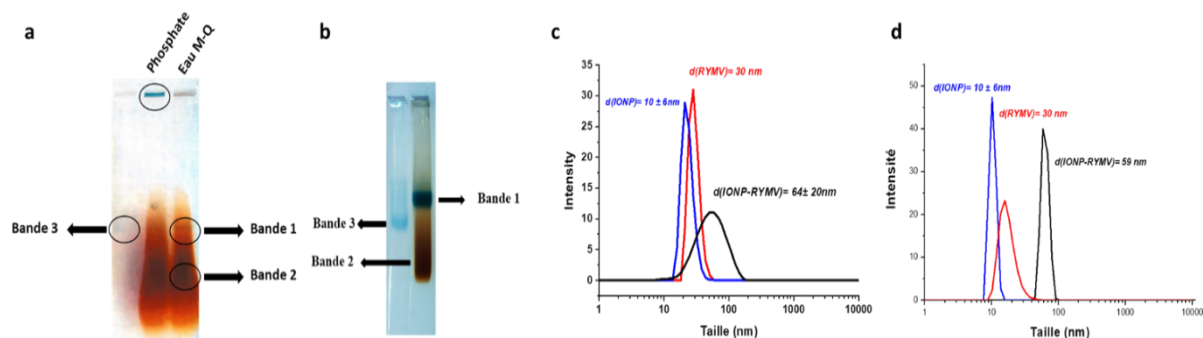 a
Phosphate
Eau M-Q
Bande 3
Bande 1
Bande 2
b
Bande 3
Bande 2
Bande 1
c
Intensity
35
30
25
20
15
10
5
0
d(RYMV)= 30 nm
d(IONP)= 10 ± 6nm
d(IONP-RYMV)= 64± 20nm
1
10
100
1000
10000
Taille (nm)
d
Intensité
50
40
30
20
10
0
d(IONP)= 10 ± 6nm
d(RYMV)= 30 nm
d(IONP-RYMV)= 59 nm
1
10
100
1000
10000
Taille (nm)